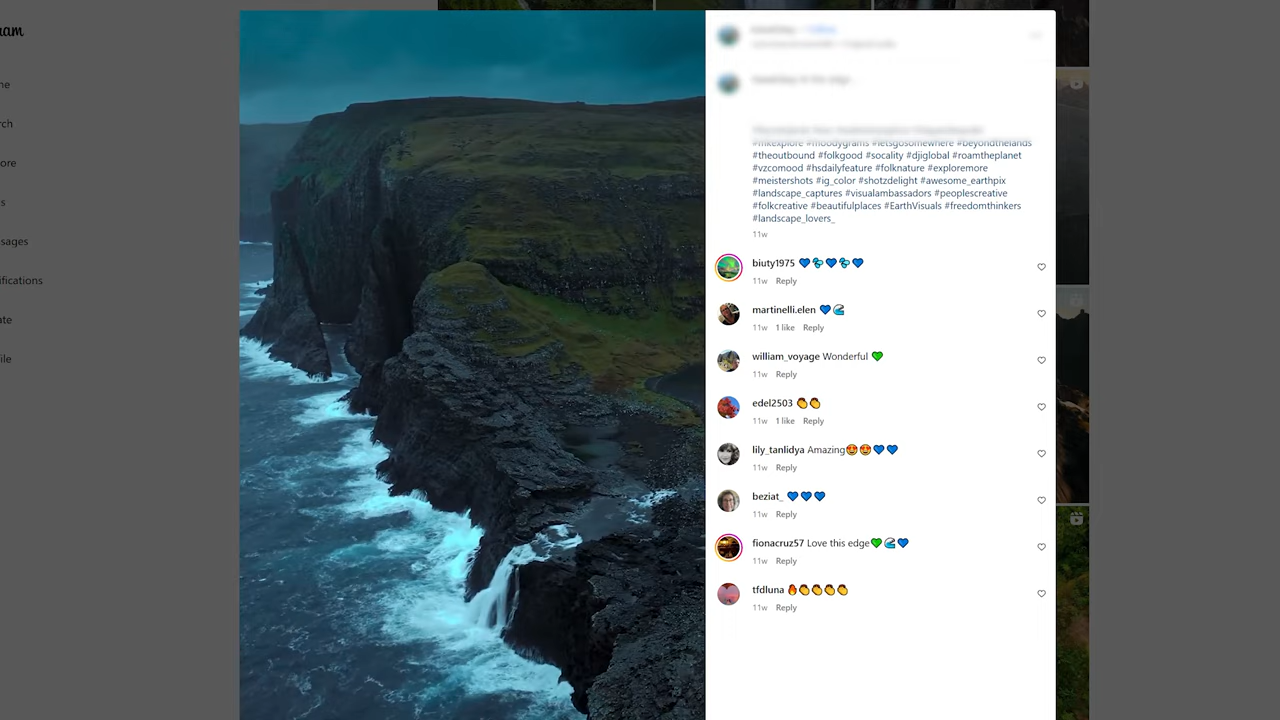 #mkexplore #moodygrams #letsgosomewhere #beyondthelands
#theoutbound #folkgood #socality #djiglobal #roamtheplanet
#vzcomood #hsdailyfeature #folknature #exploremore
#meistershots #ig_color #shotzdelight #awesome_earthpix
#landscape_captures #visualambassadors #peoplescreative
#folkcreative #beautifulplaces #EarthVisuals #freedomthinkers
#landscape_lovers_
11w
biuty1975 💙🫧💙🫧💙
11w Reply
martinelli.elen 💙🌊
11w 1 like Reply
william_voyage Wonderful 💚
11w Reply
edel2503 👏👏
11w 1 like Reply
lily_tanlidya Amazing😍😍💙💙
11w Reply
beziat_ 💙💙💙
11w Reply
fionacruz57 Love this edge💚🌊💙
11w Reply
tfdluna 🔥👏👏👏👏
11w Reply